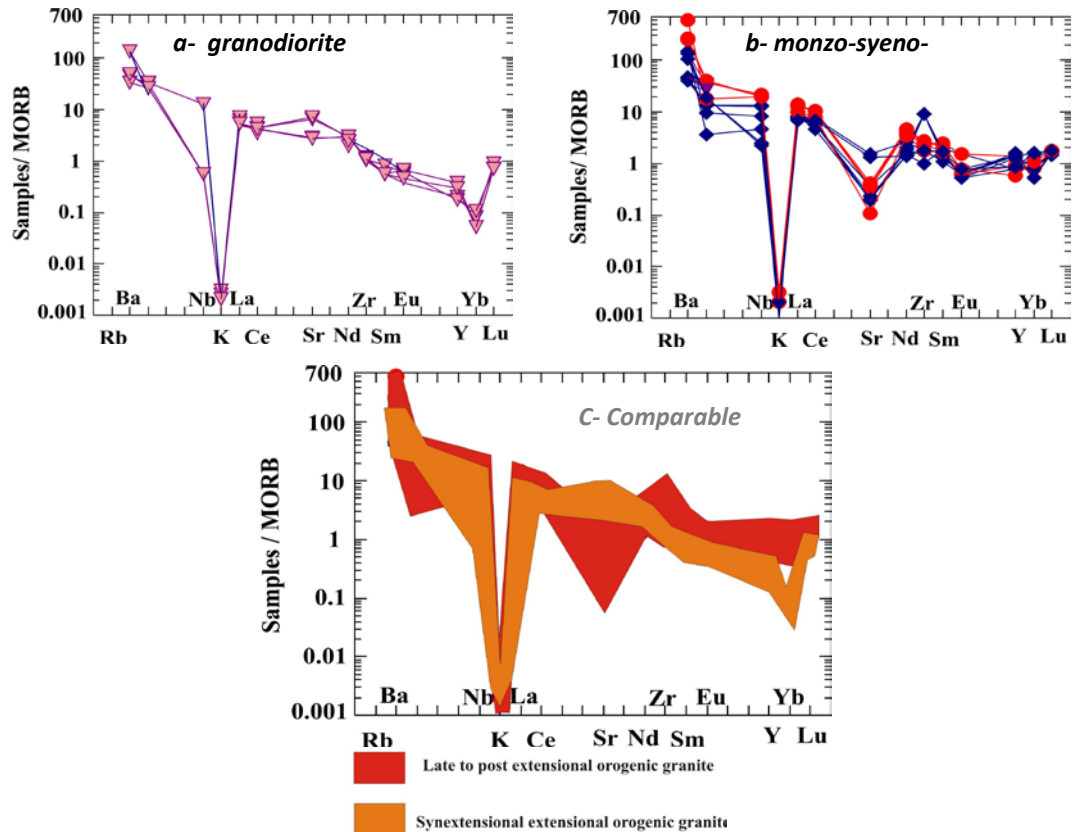 a- granodiorite
Samples/ MORB
700
100
10
1
0.1
0.01
0.001
Ba
Nb
La
Zr
Eu
Yb
Rb
K
Ce
Sr
Nd
Sm
Y
Lu
b- monzo-syeno-
Samples/ MORB
700
100
10
1
0.1
0.01
0.001
Ba
Nb
La
Zr
Eu
Yb
Rb
K
Ce
Sr
Nd
Sm
Y
Lu
C- Comparable
Samples / MORB
700
100
10
1
0.1
0.01
0.001
Ba
Nb
La
Zr
Eu
Yb
Rb
K
Ce
Sr
Nd
Sm
Y
Lu
Late to post extensional orogenic granite
Synextensional extensional orogenic granite